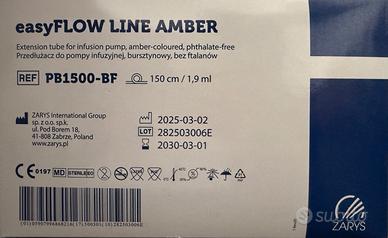 easyFLOW LINE AMBER
Extension tube for infusion pump, amber-coloured, phthalate-free
Przedłużacz do pompy infuzyjnej, bursztynowy, bez ftalanów
REF PB1500-BF 150 cm / 1,9 ml
ZARYS International Group
sp. z o.o. sp. k.
ul. Pod Borem 18,
41-808 Zabrze, Poland
www.zarys.pl
2025-03-02
LOT 282503006E
2030-03-01
CE 0197 MD STERILE EO
ZARYS
Subito